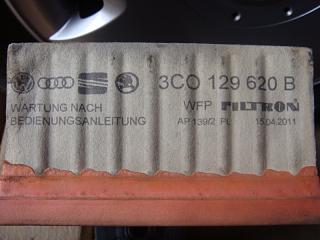 3C0 129 620 B
WARTUNG NACH
BEDIENUNGSANLEITUNG
WFP FILTRON
AP 139/2 PL 15.04.2011